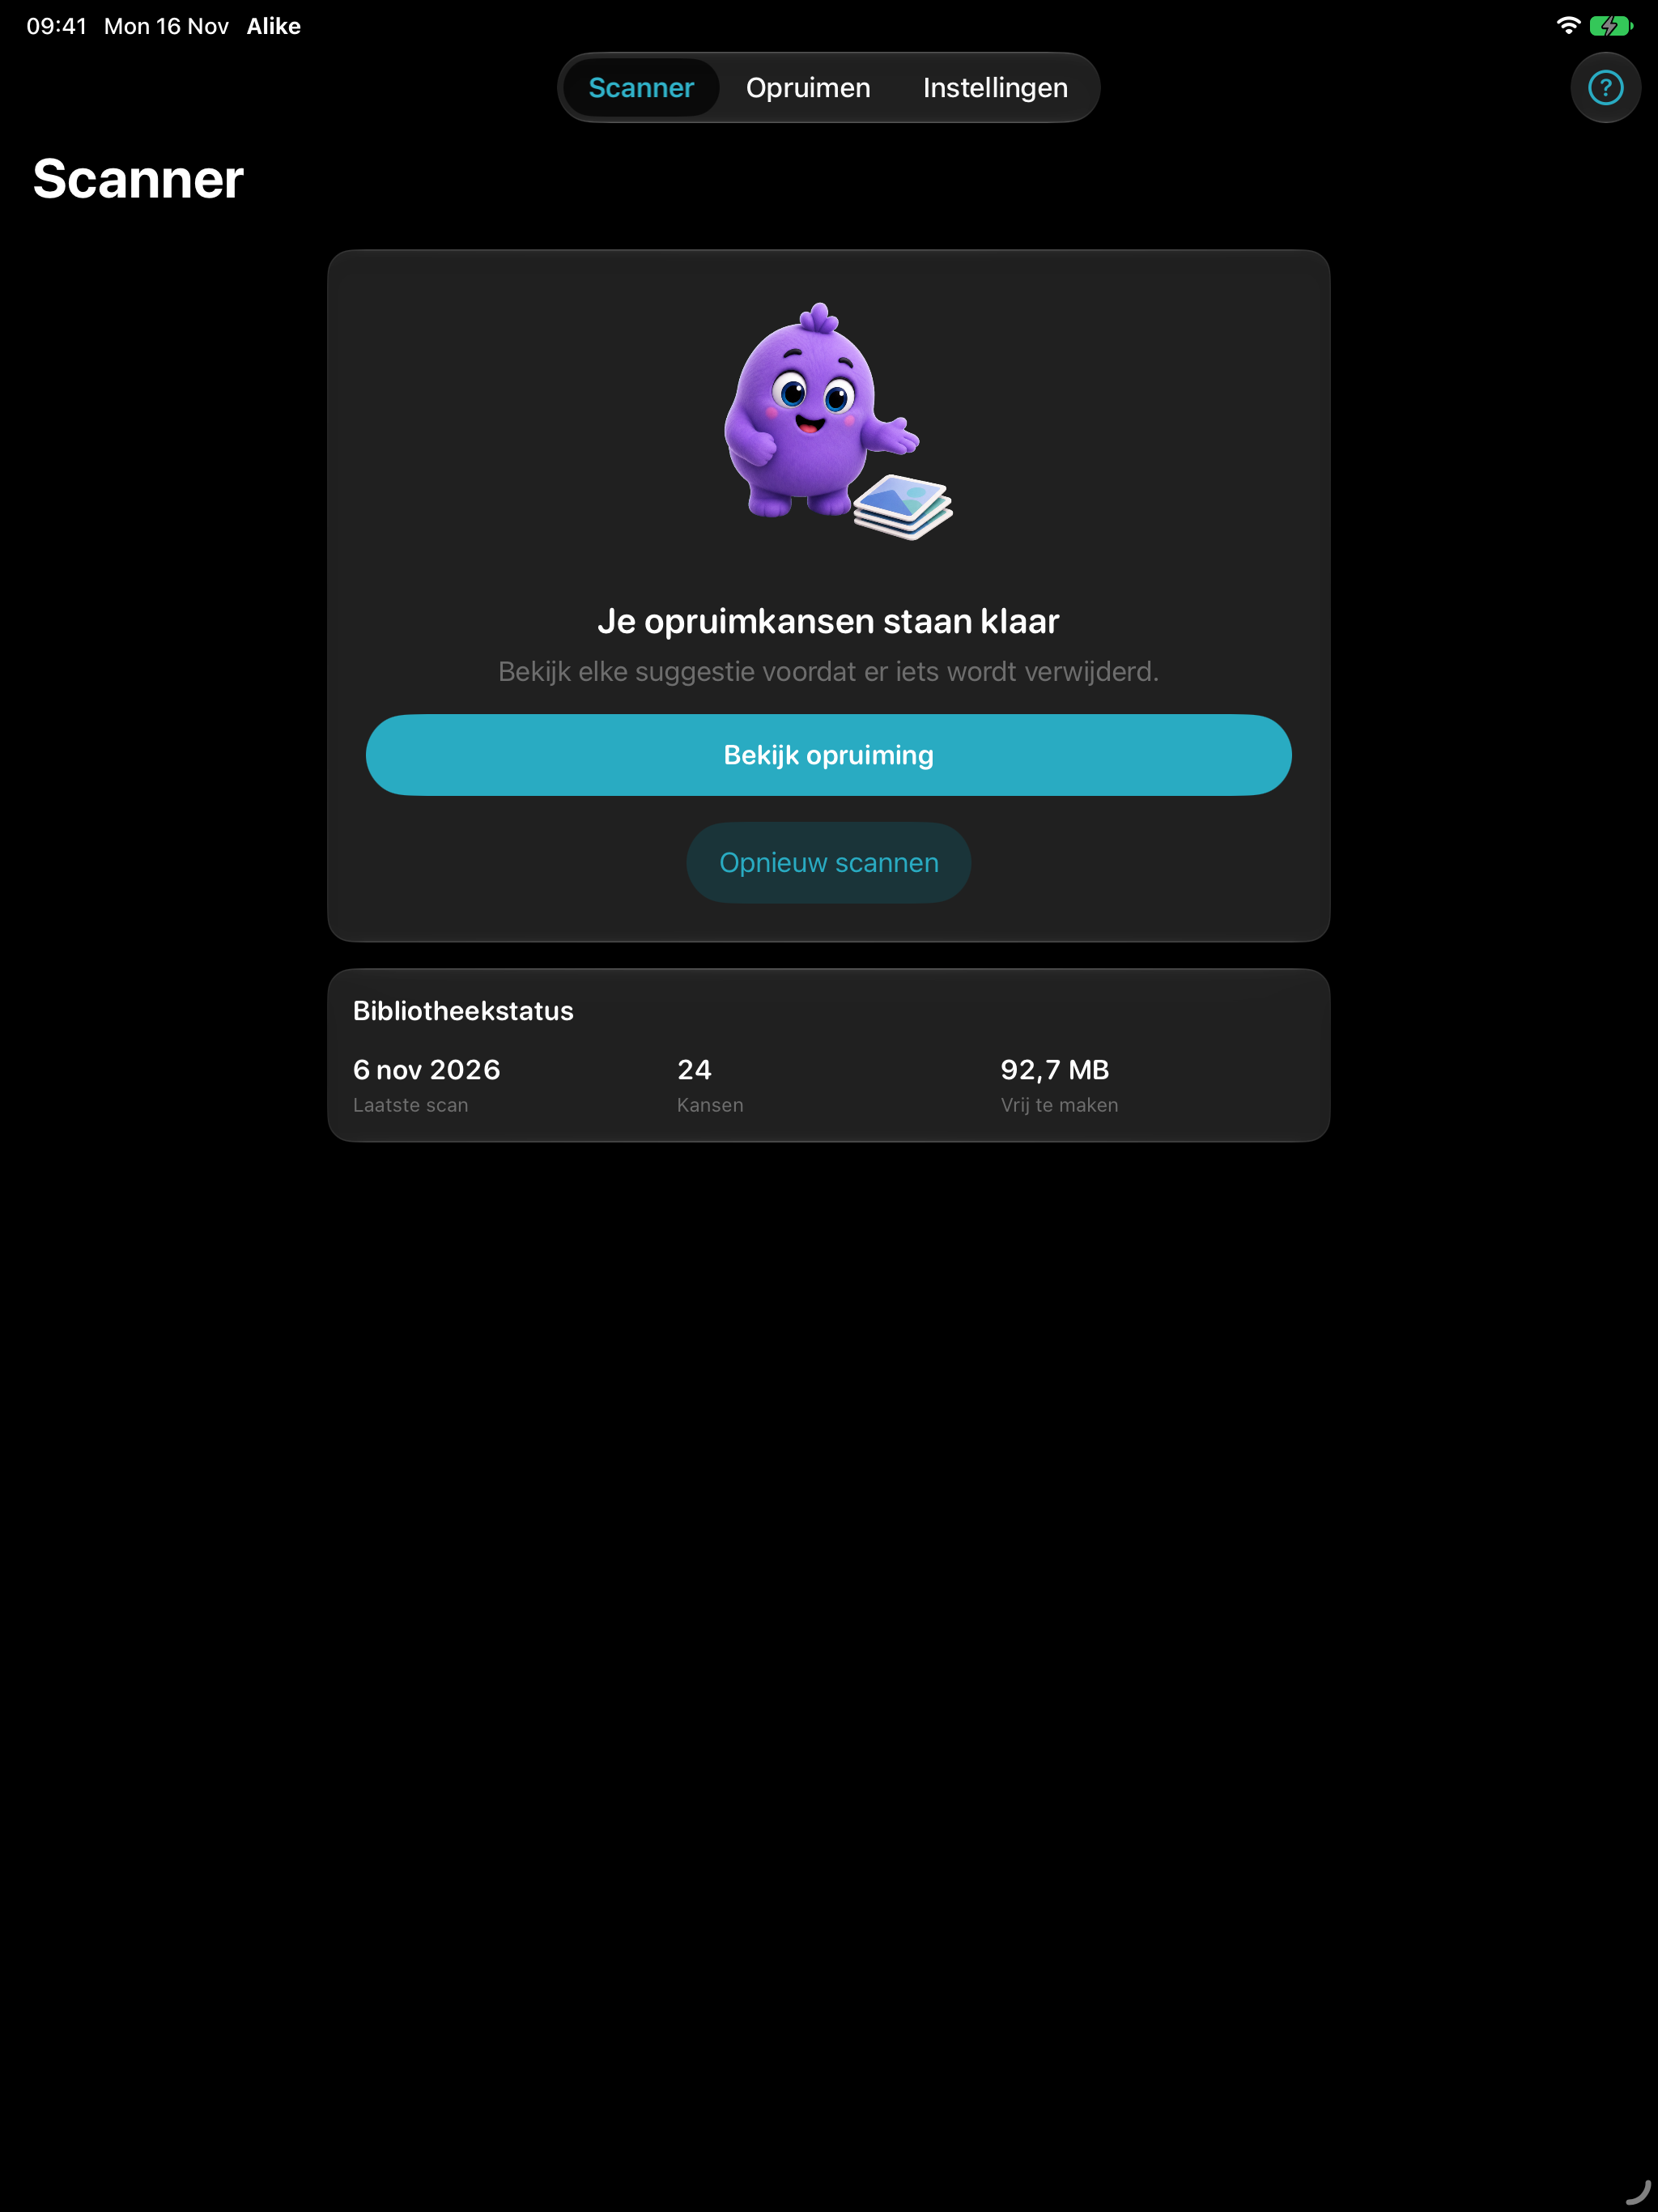 09:41 Mon 16 Nov Alike
Scanner Opruimen Instellingen
?
Scanner
Je opruimkansen staan klaar
Bekijk elke suggestie voordat er iets wordt verwijderd.
Bekijk opruiming
Opnieuw scannen
Bibliotheekstatus
6 nov 2026 24 92,7 MB
Laatste scan Kansen Vrij te maken